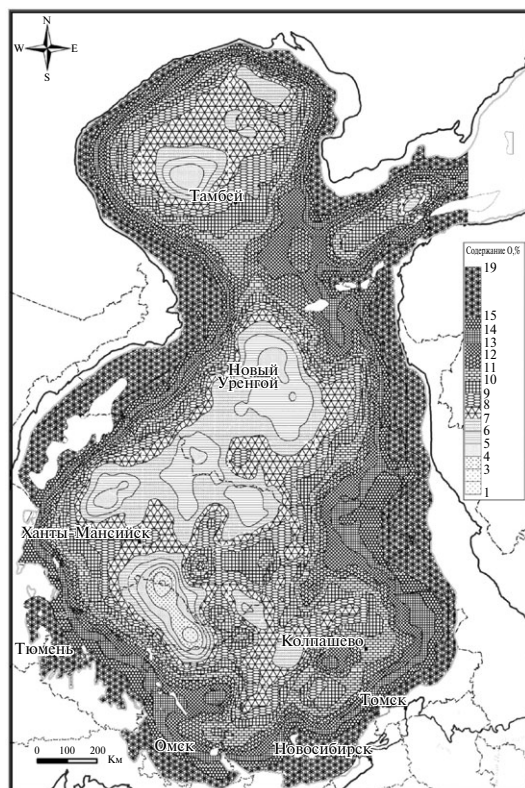 N
W E
S
Тамбей
Содержание O,%
19
15
14
13
12
11
10
9
8
7
6
5
4
3
1
Новый
Уренгой
Ханты-Мансийск
Колпашево
Тюмень
Томск
Омск
Новосибирск
0 100 200
Км